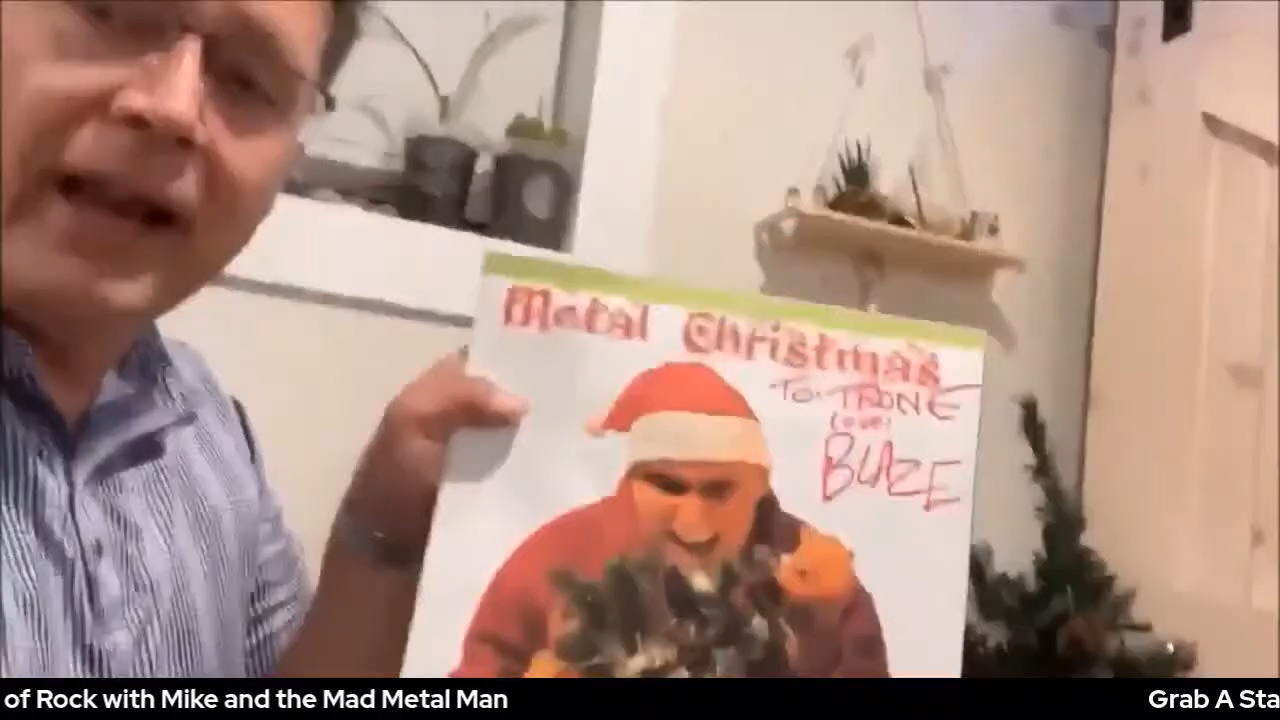 Metal Christmas
To: TRONE
Love:
BLAZE
of Rock with Mike and the Mad Metal Man
Grab A Sta